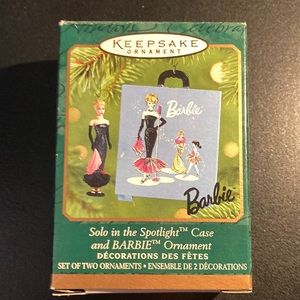 KEEPSAKE
ORNAMENT
Barbie
Barbie
Solo in the Spotlight™ Case
and BARBIE™ Ornament
DÉCORATIONS DES FÊTES
SET OF TWO ORNAMENTS • ENSEMBLE DE 2 DÉCORATIONS